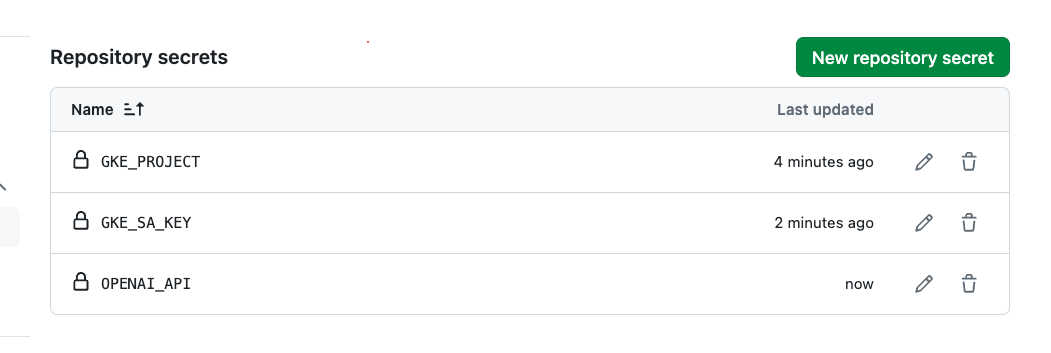 Repository secrets
New repository secret
Name
Last updated
GKE_PROJECT
4 minutes ago
GKE_SA_KEY
2 minutes ago
OPENAI_API
now